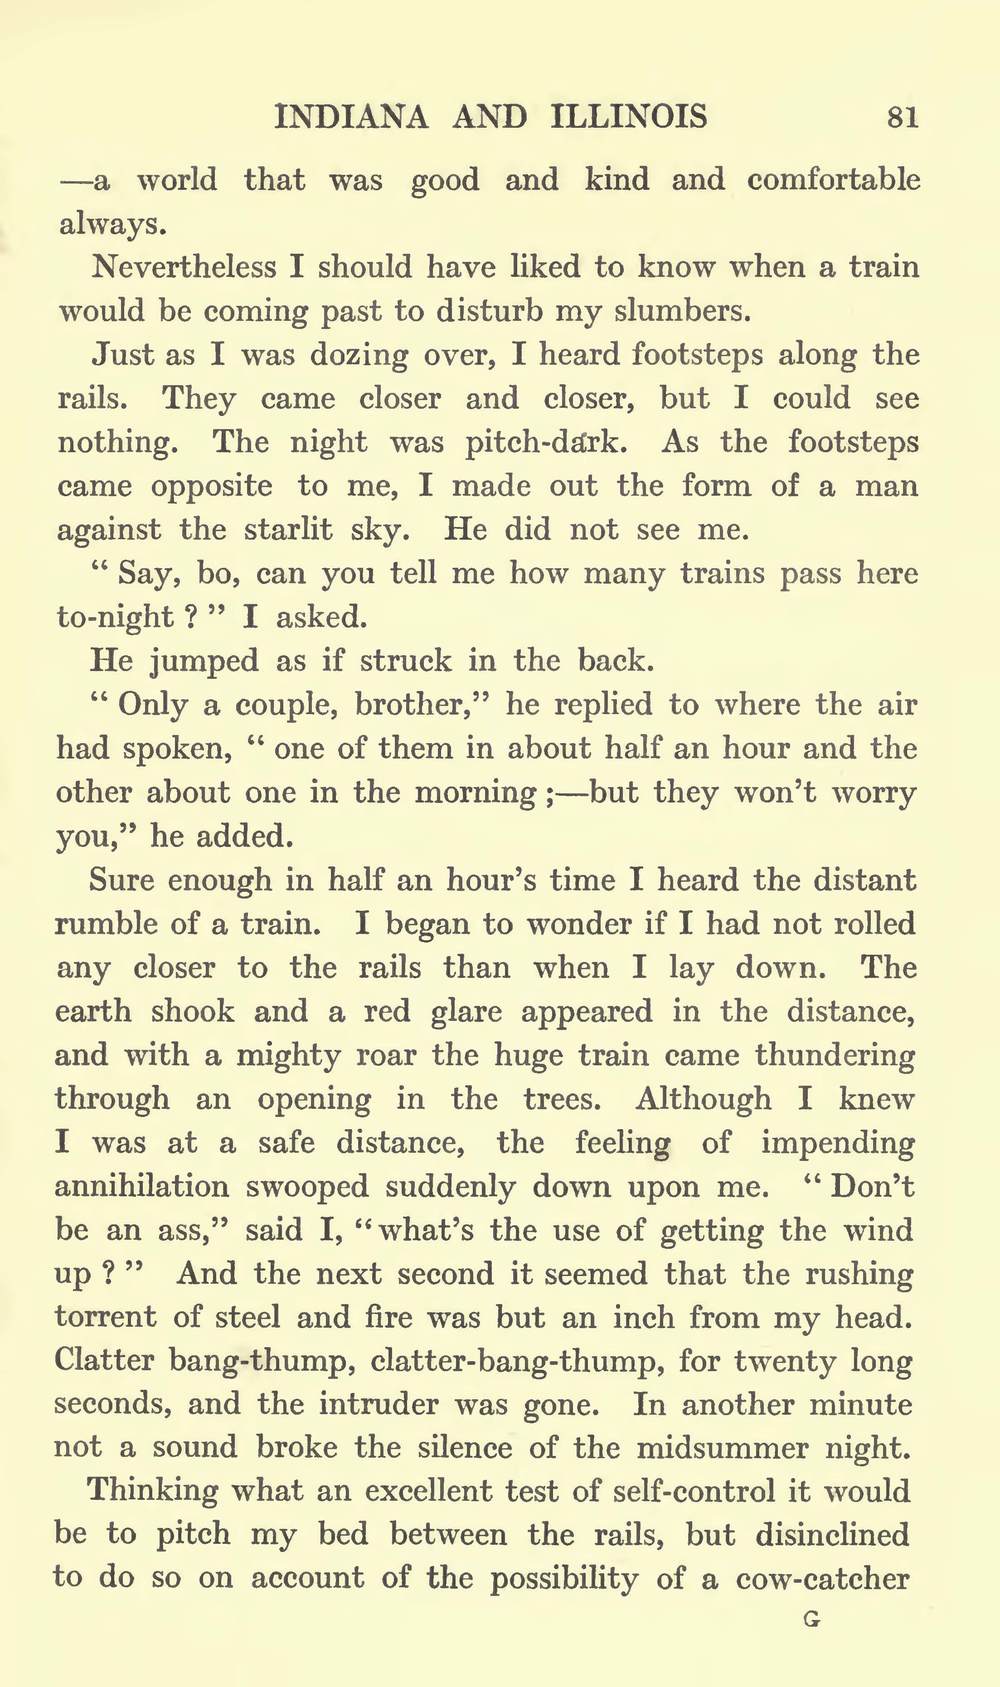 INDIANA AND ILLINOIS 81
—a world that was good and kind and comfortable
always.
Nevertheless I should have liked to know when a train
would be coming past to disturb my slumbers.
Just as I was dozing over, I heard footsteps along the
rails. They came closer and closer, but I could see
nothing. The night was pitch-dark. As the footsteps
came opposite to me, I made out the form of a man
against the starlit sky. He did not see me.
“ Say, bo, can you tell me how many trains pass here
to-night ? ” I asked.
He jumped as if struck in the back.
“ Only a couple, brother,” he replied to where the air
had spoken, “ one of them in about half an hour and the
other about one in the morning ;—but they won’t worry
you,” he added.
Sure enough in half an hour’s time I heard the distant
rumble of a train. I began to wonder if I had not rolled
any closer to the rails than when I lay down. The
earth shook and a red glare appeared in the distance,
and with a mighty roar the huge train came thundering
through an opening in the trees. Although I knew
I was at a safe distance, the feeling of impending
annihilation swooped suddenly down upon me. “ Don’t
be an ass,” said I, “ what’s the use of getting the wind
up ? ” And the next second it seemed that the rushing
torrent of steel and fire was but an inch from my head.
Clatter bang-thump, clatter-bang-thump, for twenty long
seconds, and the intruder was gone. In another minute
not a sound broke the silence of the midsummer night.
Thinking what an excellent test of self-control it would
be to pitch my bed between the rails, but disinclined
to do so on account of the possibility of a cow-catcher
G